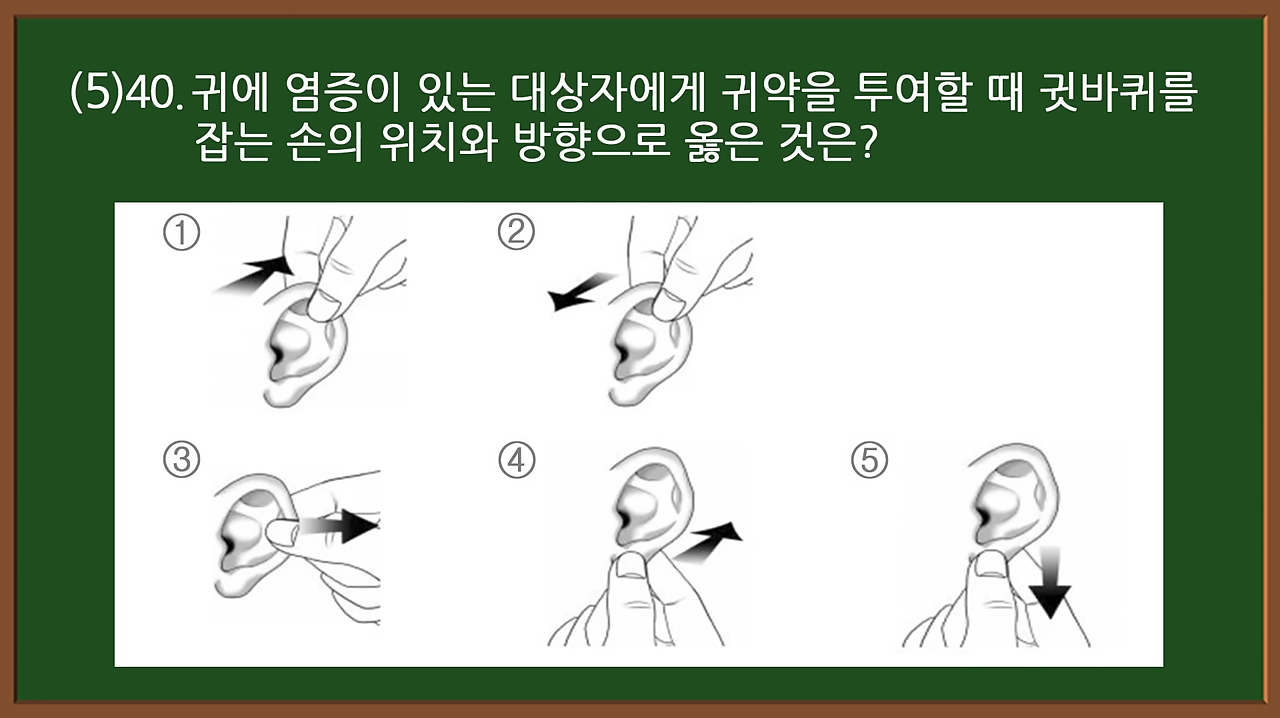 (5)40. 귀에 염증이 있는 대상자에게 귀약을 투여할 때 귓바퀴를
잡는 손의 위치와 방향으로 옳은 것은?
① ②
③ ④ ⑤